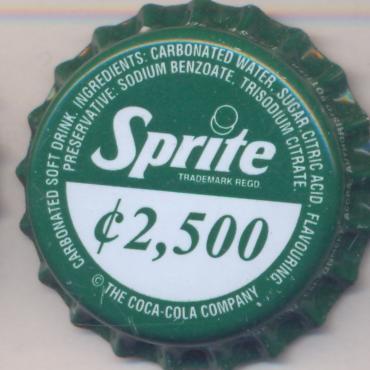 CARBONATED SOFT DRINK. INGREDIENTS: CARBONATED WATER, SUGAR, CITRIC ACID, FLAVOURING,
PRESERVATIVE: SODIUM BENZOATE, TRISODIUM CITRATE.
Sprite
TRADEMARK REGD.
¢2,500
© THE COCA-COLA COMPANY